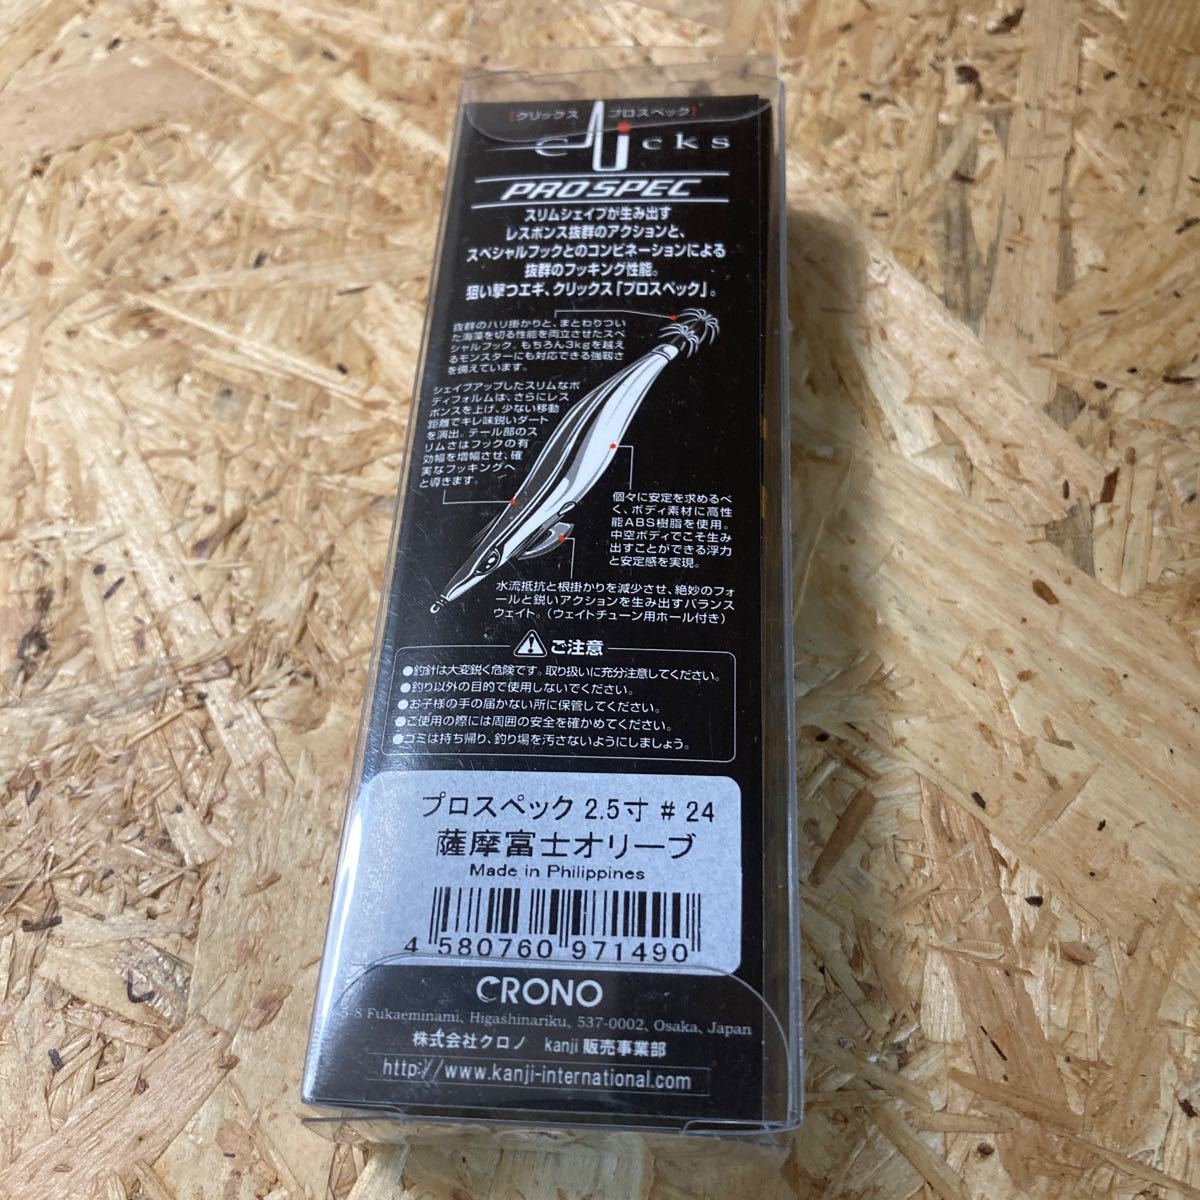 [クリックス プロスペック]
clicks
PRO SPEC
スリムシェイプが生み出す
レスポンス抜群のアクションと、
スペシャルフックとのコンビネーションによる
抜群のフッキング性能。
狙い撃つエギ、クリックス「プロスペック」。
抜群のハリ掛かりと、まとわりつい
た海藻を切る性能を両立させたスペ
シャルフック。もちろん3kgを越え
るモンスターにも対応できる強靱さ
を備えています。
シェイプアップしたスリムなボ
ディフォルムは、さらにレス
ポンスを上げ、少ない移動
距離でキレ味鋭いダート
を演出。テール部のス
リムさはフックの有
効幅を増幅させ、確
実なフッキングへ
と導きます。
個々に安定を求めるべ
く、ボディ素材に高性
能ABS樹脂を使用。
中空ボディでこそ生み
出すことができる浮力
と安定感を実現。
水流抵抗と根掛かりを減少させ、絶妙のフォ
ールと鋭いアクションを生み出すバランス
ウェイト。(ウェイトチューン用ホール付き)
ご注意
●釣針は大変鋭く危険です。取り扱いに充分注意してください。
●釣り以外の目的で使用しないでください。
●お子様の手の届かない所に保管してください。
●ご使用の際には周囲の安全を確かめてください。
●ゴミは持ち帰り、釣り場を汚さないようにしましょう。
プロスペック 2.5寸 #24
薩摩富士オリーブ
Made in Philippines
4 580760 971490
CRONO
3-8 Fukaeminami, Higashinariku, 537-0002, Osaka, Japan
株式会社クロノ kanji 販売事業部
http://www.kanji-international.com